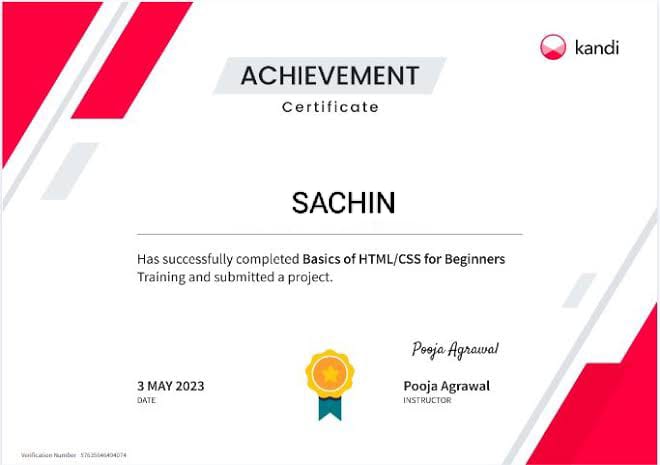 kandi
ACHIEVEMENT
Certificate
SACHIN
Has successfully completed Basics of HTML/CSS for Beginners
Training and submitted a project.
Pooja Agrawal
3 MAY 2023
DATE
Pooja Agrawal
INSTRUCTOR
Verification Number